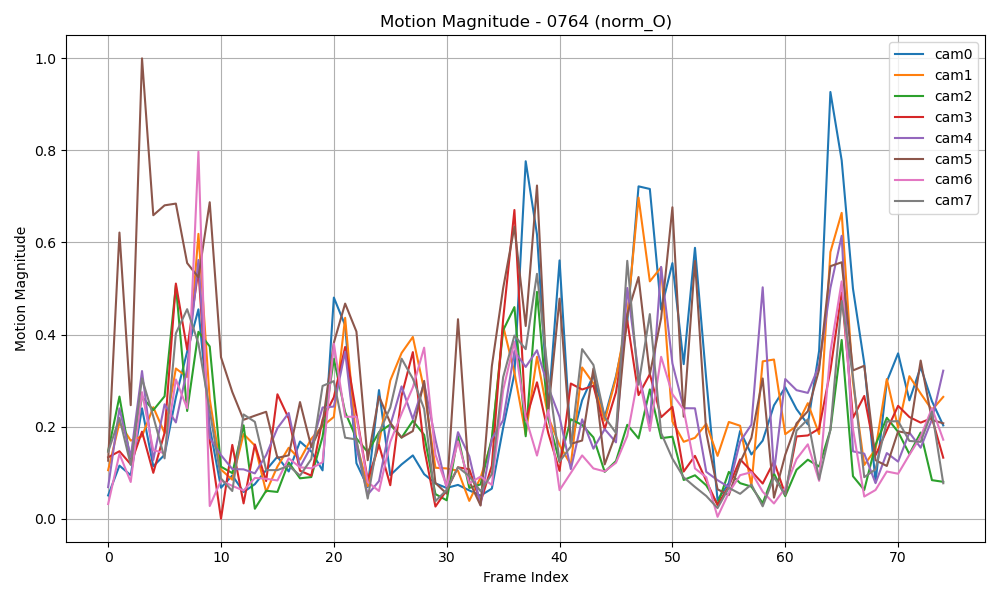 Motion Magnitude - 0764 (norm_O)
Motion Magnitude
1.0
0.8
0.6
0.4
0.2
0.0
0 10 20 30 40 50 60 70
Frame Index
cam0
cam1
cam2
cam3
cam4
cam5
cam6
cam7